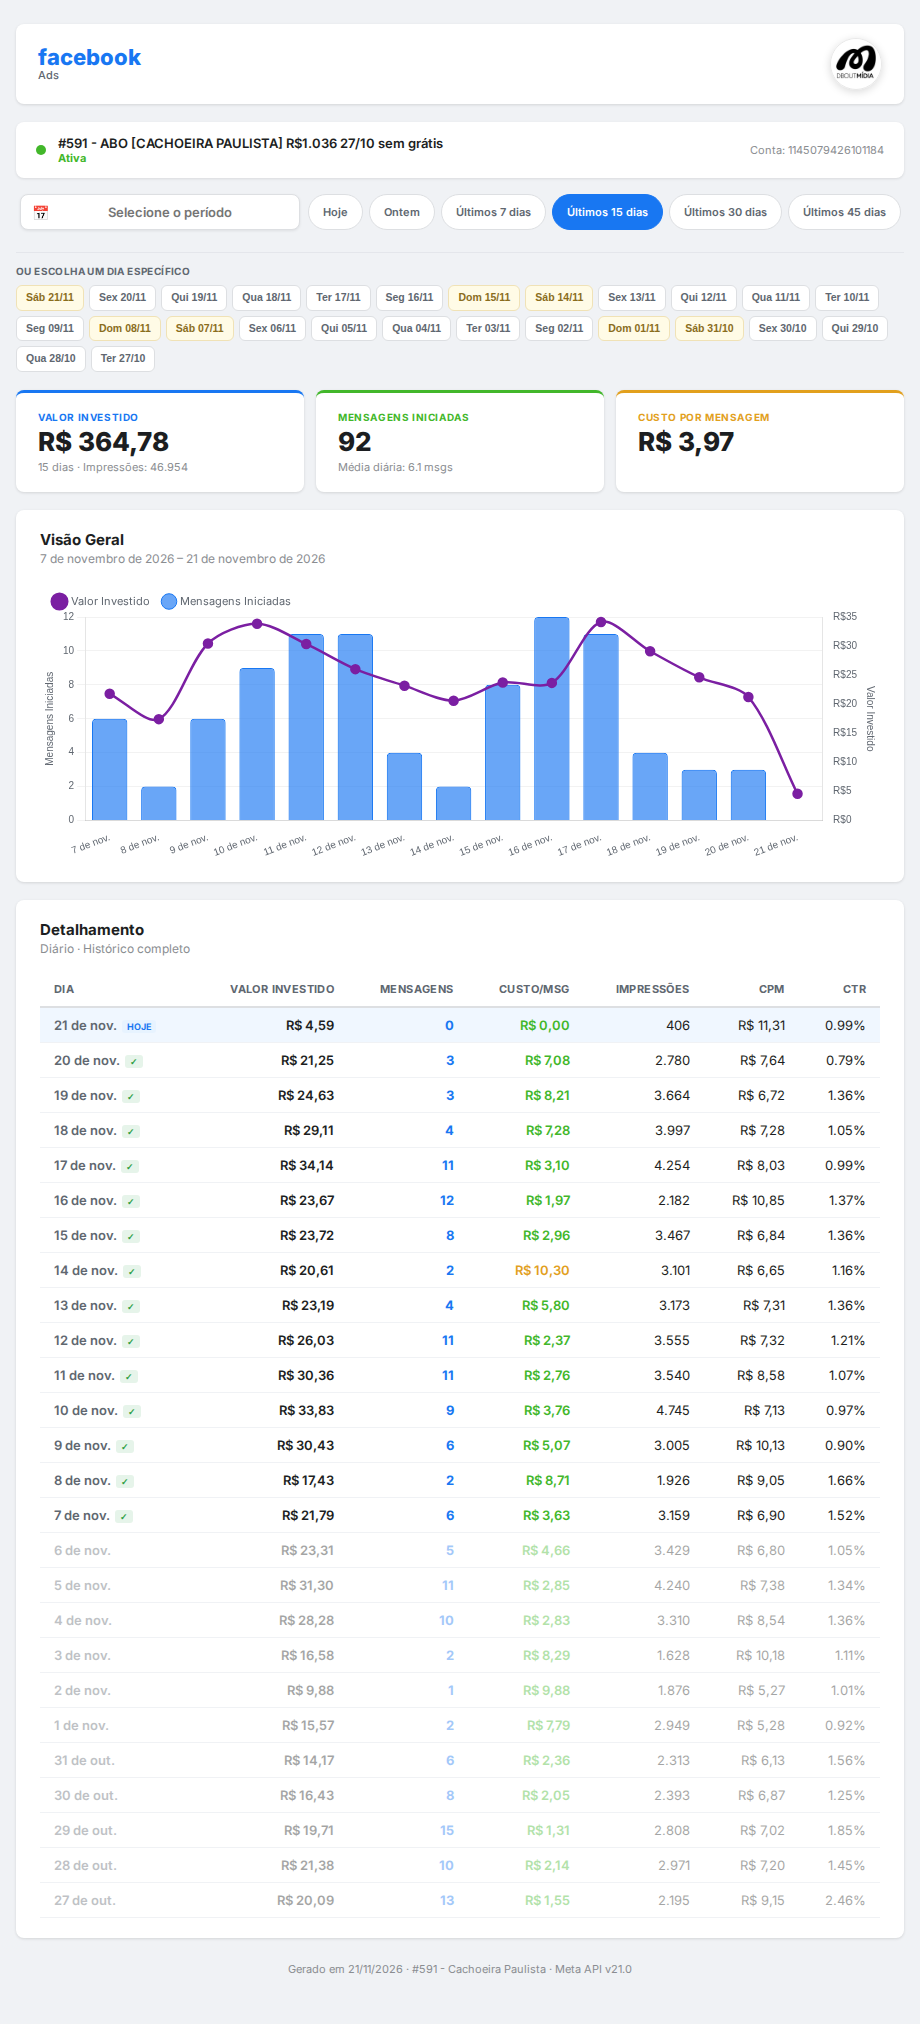 facebook
Ads
DBOUTMÍDIA
#591 - ABO [CACHOEIRA PAULISTA] R$1.036 27/10 sem grátis
Ativa
Conta: 1145079426101184
📅 Selecione o período Hoje Ontem Últimos 7 dias Últimos 15 dias Últimos 30 dias Últimos 45 dias
OU ESCOLHA UM DIA ESPECÍFICO
Sáb 21/11 Sex 20/11 Qui 19/11 Qua 18/11 Ter 17/11 Seg 16/11 Dom 15/11 Sáb 14/11 Sex 13/11 Qui 12/11 Qua 11/11 Ter 10/11
Seg 09/11 Dom 08/11 Sáb 07/11 Sex 06/11 Qui 05/11 Qua 04/11 Ter 03/11 Seg 02/11 Dom 01/11 Sáb 31/10 Sex 30/10 Qui 29/10
Qua 28/10 Ter 27/10
VALOR INVESTIDO
R$ 364,78
15 dias · Impressões: 46.954
MENSAGENS INICIADAS
92
Média diária: 6.1 msgs
CUSTO POR MENSAGEM
R$ 3,97
Visão Geral
7 de novembro de 2026 – 21 de novembro de 2026
Valor Investido Mensagens Iniciadas
Mensagens Iniciadas
12
10
8
6
4
2
0
R$35
R$30
R$25
R$20
R$15
R$10
R$5
R$0
Valor Investido
7 de nov. 8 de nov. 9 de nov. 10 de nov. 11 de nov. 12 de nov. 13 de nov. 14 de nov. 15 de nov. 16 de nov. 17 de nov. 18 de nov. 19 de nov. 20 de nov. 21 de nov.
Detalhamento
Diário · Histórico completo
DIA VALOR INVESTIDO MENSAGENS CUSTO/MSG IMPRESSÕES CPM CTR
21 de nov. HOJE R$ 4,59 0 R$ 0,00 406 R$ 11,31 0.99%
20 de nov. ✓ R$ 21,25 3 R$ 7,08 2.780 R$ 7,64 0.79%
19 de nov. ✓ R$ 24,63 3 R$ 8,21 3.664 R$ 6,72 1.36%
18 de nov. ✓ R$ 29,11 4 R$ 7,28 3.997 R$ 7,28 1.05%
17 de nov. ✓ R$ 34,14 11 R$ 3,10 4.254 R$ 8,03 0.99%
16 de nov. ✓ R$ 23,67 12 R$ 1,97 2.182 R$ 10,85 1.37%
15 de nov. ✓ R$ 23,72 8 R$ 2,96 3.467 R$ 6,84 1.36%
14 de nov. ✓ R$ 20,61 2 R$ 10,30 3.101 R$ 6,65 1.16%
13 de nov. ✓ R$ 23,19 4 R$ 5,80 3.173 R$ 7,31 1.36%
12 de nov. ✓ R$ 26,03 11 R$ 2,37 3.555 R$ 7,32 1.21%
11 de nov. ✓ R$ 30,36 11 R$ 2,76 3.540 R$ 8,58 1.07%
10 de nov. ✓ R$ 33,83 9 R$ 3,76 4.745 R$ 7,13 0.97%
9 de nov. ✓ R$ 30,43 6 R$ 5,07 3.005 R$ 10,13 0.90%
8 de nov. ✓ R$ 17,43 2 R$ 8,71 1.926 R$ 9,05 1.66%
7 de nov. ✓ R$ 21,79 6 R$ 3,63 3.159 R$ 6,90 1.52%
6 de nov. R$ 23,31 5 R$ 4,66 3.429 R$ 6,80 1.05%
5 de nov. R$ 31,30 11 R$ 2,85 4.240 R$ 7,38 1.34%
4 de nov. R$ 28,28 10 R$ 2,83 3.310 R$ 8,54 1.36%
3 de nov. R$ 16,58 2 R$ 8,29 1.628 R$ 10,18 1.11%
2 de nov. R$ 9,88 1 R$ 9,88 1.876 R$ 5,27 1.01%
1 de nov. R$ 15,57 2 R$ 7,79 2.949 R$ 5,28 0.92%
31 de out. R$ 14,17 6 R$ 2,36 2.313 R$ 6,13 1.56%
30 de out. R$ 16,43 8 R$ 2,05 2.393 R$ 6,87 1.25%
29 de out. R$ 19,71 15 R$ 1,31 2.808 R$ 7,02 1.85%
28 de out. R$ 21,38 10 R$ 2,14 2.971 R$ 7,20 1.45%
27 de out. R$ 20,09 13 R$ 1,55 2.195 R$ 9,15 2.46%
Gerado em 21/11/2026 · #591 - Cachoeira Paulista · Meta API v21.0